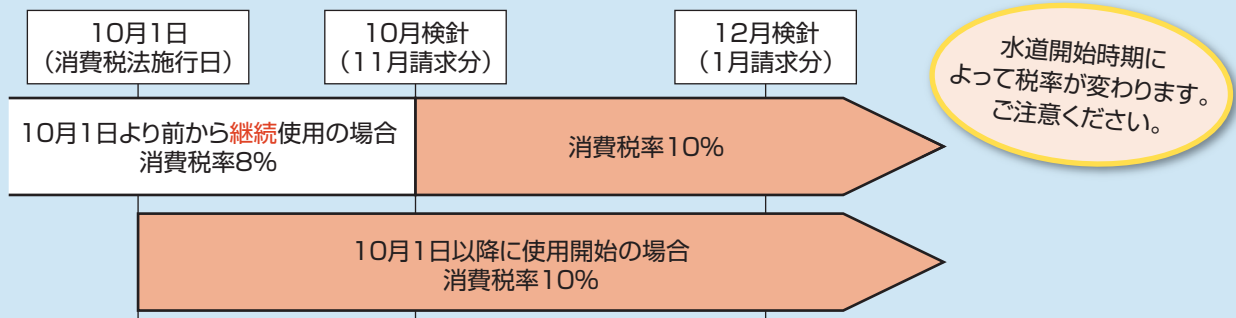 10月1日
（消費税法施行日）
10月検針
（11月請求分）
12月検針
（1月請求分）
水道開始時期に
よって税率が変わります。
ご注意ください。
10月1日より前から継続使用の場合
消費税率8%
消費税率10%
10月1日以降に使用開始の場合
消費税率10%